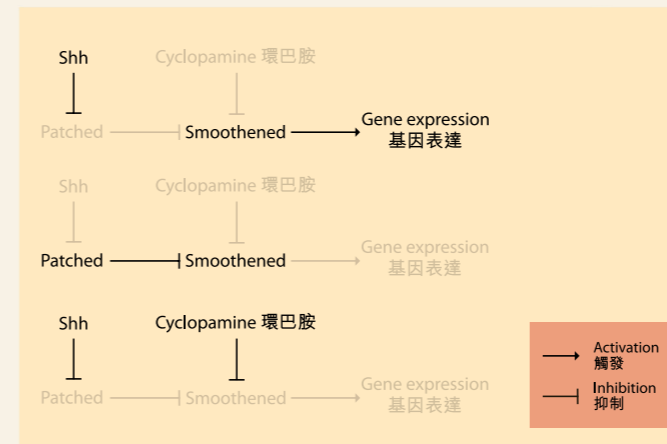 Shh
Cyclopamine 環巴胺
Patched
Smoothened
Gene expression
基因表達
Shh
Cyclopamine 環巴胺
Patched
Smoothened
Gene expression
基因表達
Shh
Cyclopamine 環巴胺
Patched
Smoothened
Gene expression
基因表達
Activation
觸發
Inhibition
抑制